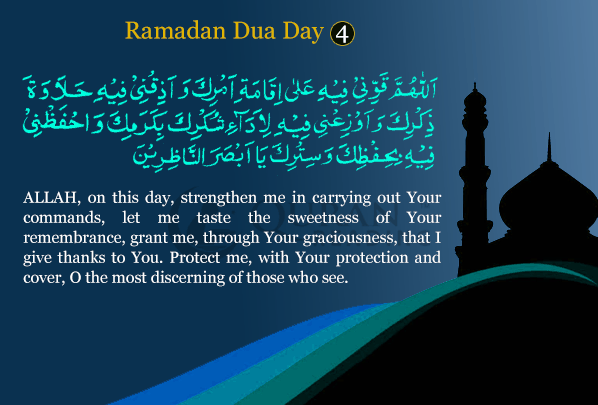 Ramadan Dua Day 4
اَللّٰهُمَّ قَوِّنِيْ فِيْهِ عَلٰى اِقَامَةِ اَمْرِكَ وَ اَذِقْنِيْ فِيْهِ حَلَاوَةَ
ذِكْرِكَ وَ اَوْزِعْنِيْ فِيْهِ لِاَدَاۤءِ شُكْرِكَ بِكَرَمِكَ وَ احْفَظْنِيْ
فِيْهِ بِحِفْظِكَ وَ سِتْرِكَ يَا اَبْصَرَ النَّاظِرِيْنَ
ALLAH, on this day, strengthen me in carrying out Your
commands, let me taste the sweetness of Your
remembrance, grant me, through Your graciousness, that I
give thanks to You. Protect me, with Your protection and
cover, O the most discerning of those who see.